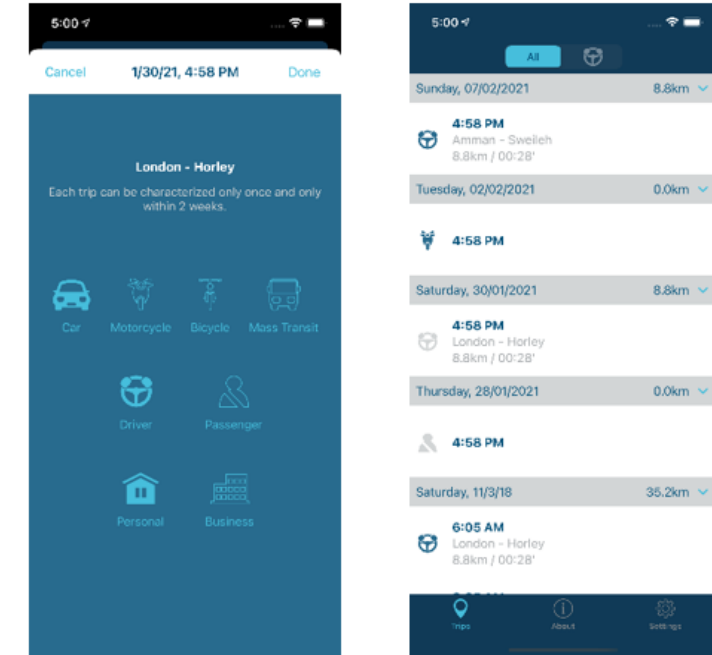 5:00
Cancel
1/30/21, 4:58 PM
Done
London - Horley
Each trip can be characterized only once and only
within 2 weeks.
Car
Motorcycle
Bicycle
Mass Transit
Driver
Passenger
Personal
Business
5:00
All
Sunday, 07/02/2021
8.8km
4:58 PM
Amman - Sweileh
8.8km / 00:28'
Tuesday, 02/02/2021
0.0km
4:58 PM
Saturday, 30/01/2021
8.8km
4:58 PM
London - Horley
8.8km / 00:28'
Thursday, 28/01/2021
0.0km
4:58 PM
Saturday, 11/3/18
35.2km
6:05 AM
London - Horley
8.8km / 00:28'
Trips
About
Settings